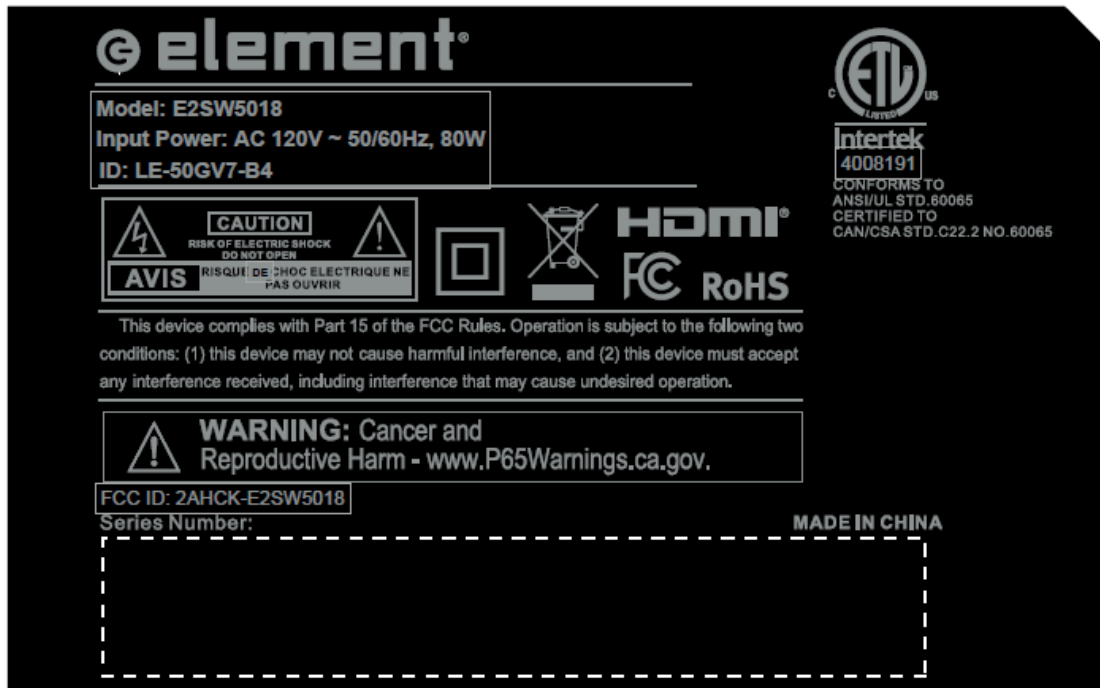 element®
Model: E2SW5018
Input Power: AC 120V ~ 50/60Hz, 80W
ID: LE-50GV7-B4
ETL
CM
C US
LISTED
Intertek
4008191
CONFORMS TO
ANSI/UL STD.60065
CERTIFIED TO
CAN/CSA STD.C22.2 NO.60065
CAUTION
RISK OF ELECTRIC SHOCK
DO NOT OPEN
AVIS
RISQUE DE CHOC ELECTRIQUE NE
PAS OUVRIR
HDMI®
FC
RoHS
This device complies with Part 15 of the FCC Rules. Operation is subject to the following two
conditions: (1) this device may not cause harmful interference, and (2) this device must accept
any interference received, including interference that may cause undesired operation.
WARNING: Cancer and
Reproductive Harm - www.P65Warnings.ca.gov.
FCC ID: 2AHCK-E2SW5018
Series Number:
MADE IN CHINA